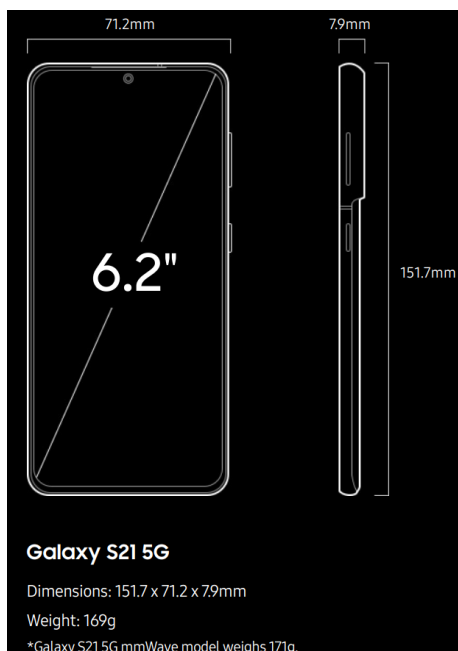 71.2mm
7.9mm
6.2"
151.7mm
Galaxy S21 5G
Dimensions: 151.7 x 71.2 x 7.9mm
Weight: 169g
*Galaxy S21 5G mmWave model weighs 171g.